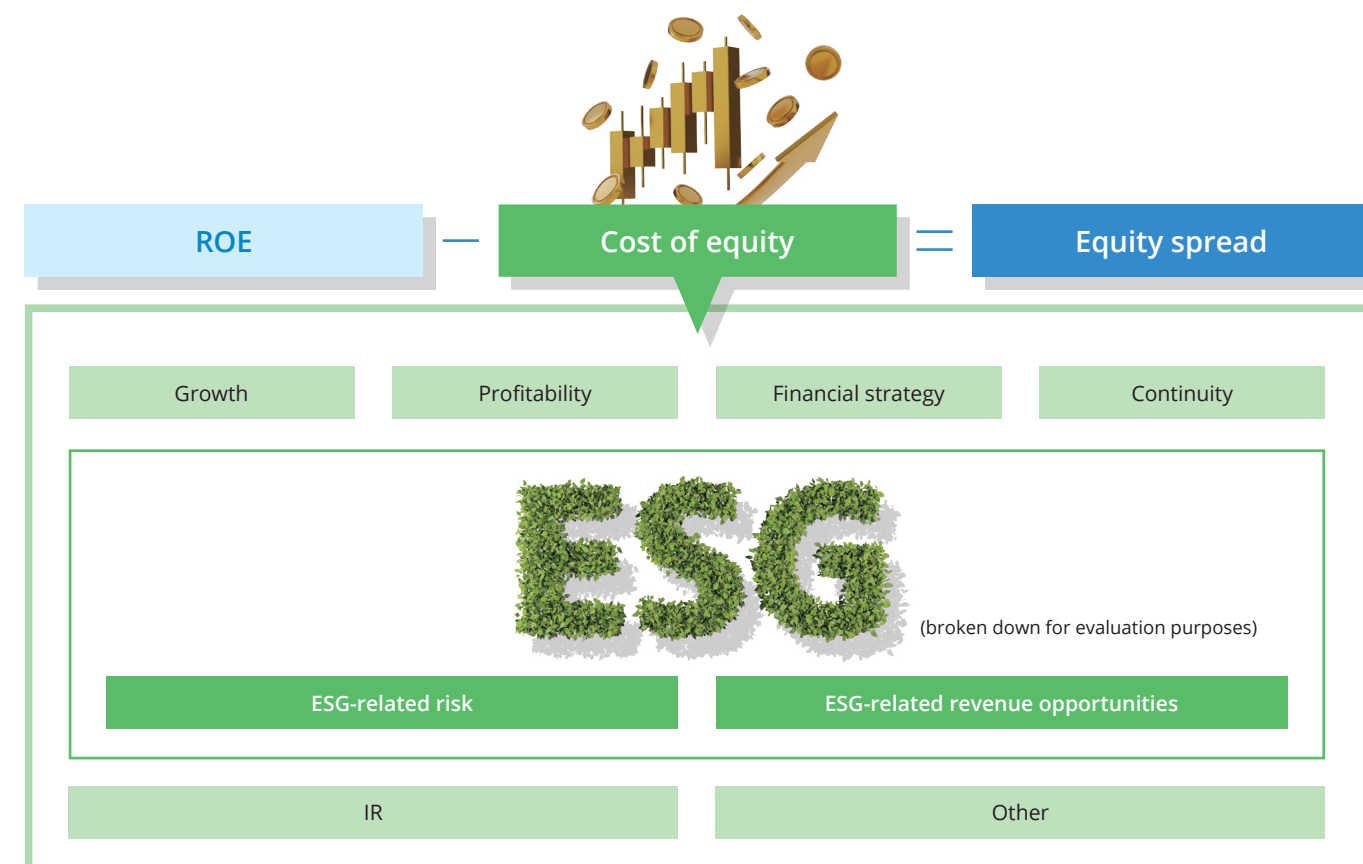 ROE — Cost of equity = Equity spread
Growth
Profitability
Financial strategy
Continuity
ESG
(broken down for evaluation purposes)
ESG-related risk
ESG-related revenue opportunities
IR
Other